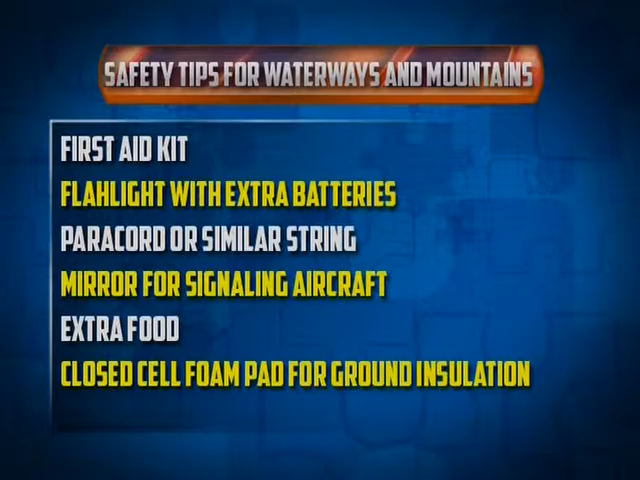 SAFETY TIPS FOR WATERWAYS AND MOUNTAINS
FIRST AID KIT
FLAHLIGHT WITH EXTRA BATTERIES
PARACORD OR SIMILAR STRING
MIRROR FOR SIGNALING AIRCRAFT
EXTRA FOOD
CLOSED CELL FOAM PAD FOR GROUND INSULATION